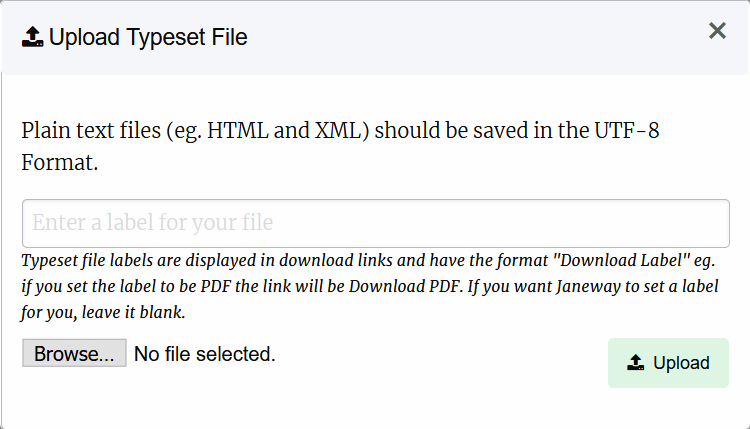 Upload Typeset File
Plain text files (eg. HTML and XML) should be saved in the UTF-8
Format.
Enter a label for your file
Typeset file labels are displayed in download links and have the format "Download Label" eg.
if you set the label to be PDF the link will be Download PDF. If you want Janeway to set a label
for you, leave it blank.
Browse... No file selected.
Upload